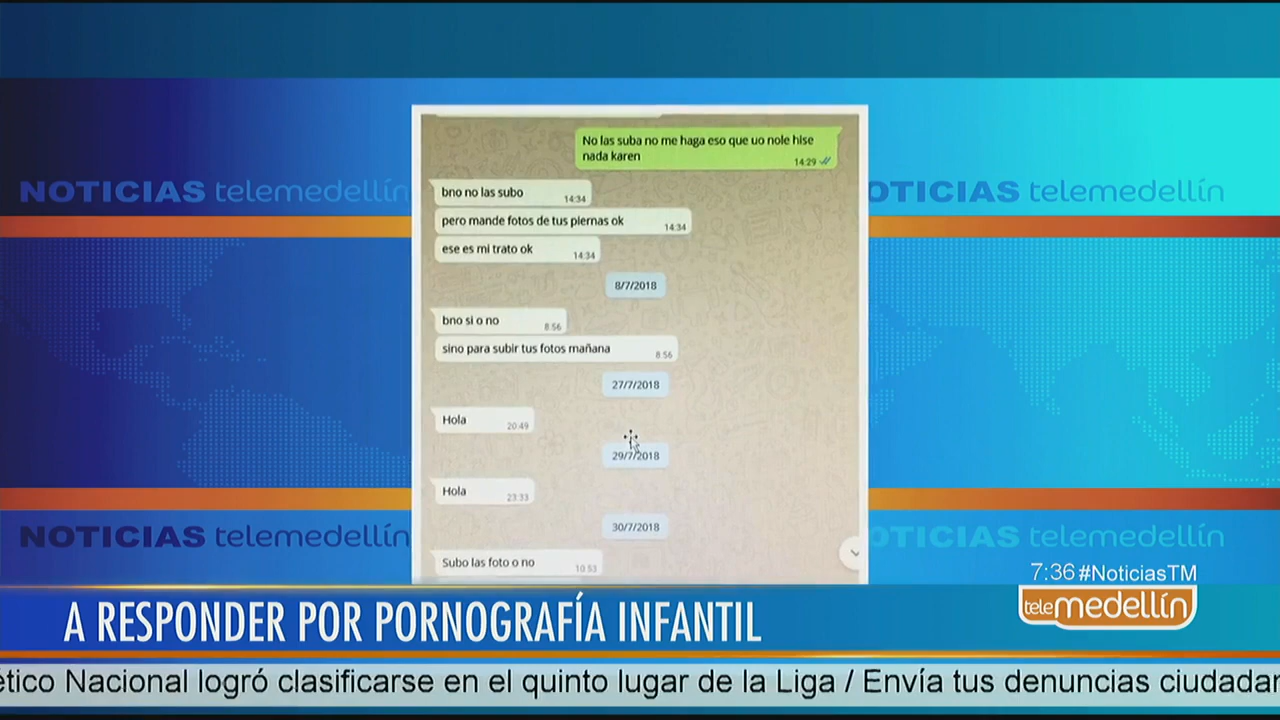 No las suba no me haga eso que uo nole hise
nada karen
14:29
NOTICIAS telemedellín
OTICIAS telemedellín
bno no las subo
14:34
pero mande fotos de tus piernas ok
14:34
ese es mi trato ok
14:34
8/7/2018
bno si o no
8:56
sino para subir tus fotos mañana
8:56
27/7/2018
Hola
20:49
29/7/2018
Hola
23:33
30/7/2018
NOTICIAS telemedellín
OTICIAS telemedellín
Subo las foto o no
10:53
7:36 #NoticiasTM
A RESPONDER POR PORNOGRAFÍA INFANTIL
tele medellín
ético Nacional logró clasificarse en el quinto lugar de la Liga / Envía tus denuncias ciudadan